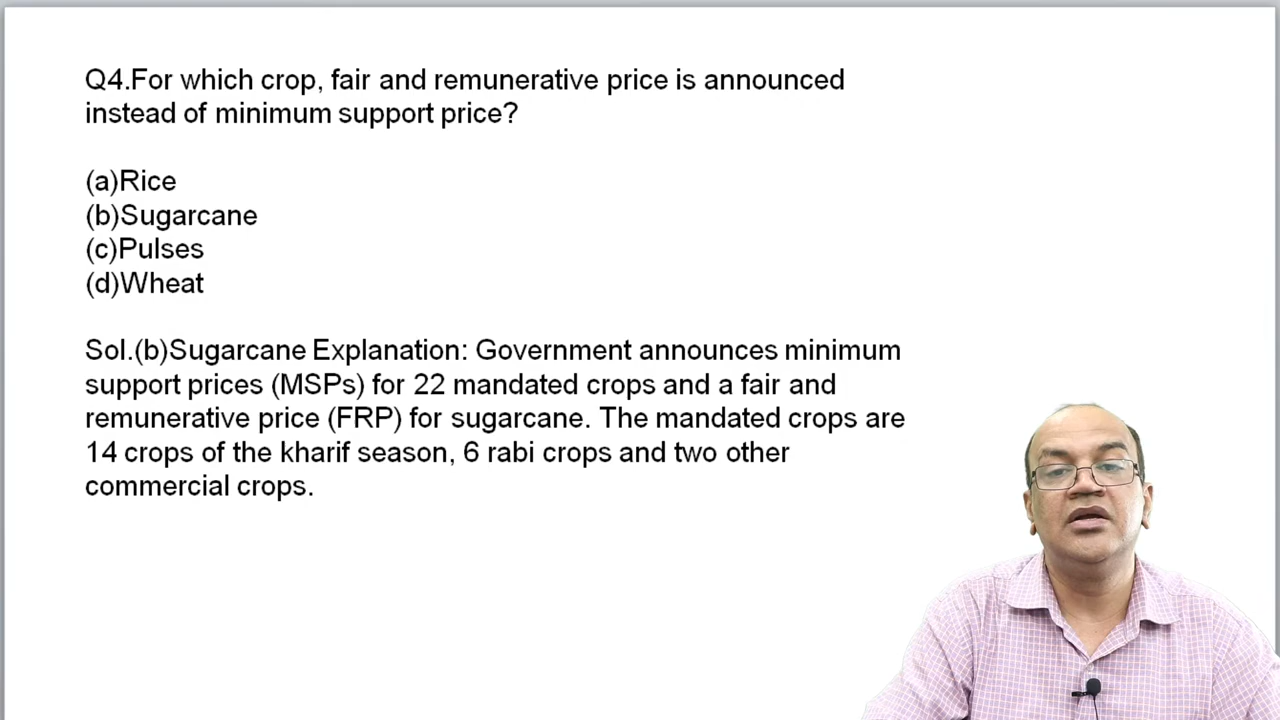 Q4.For which crop, fair and remunerative price is announced
instead of minimum support price?
(a)Rice
(b)Sugarcane
(c)Pulses
(d)Wheat
Sol.(b)Sugarcane Explanation: Government announces minimum
support prices (MSPs) for 22 mandated crops and a fair and
remunerative price (FRP) for sugarcane. The mandated crops are
14 crops of the kharif season, 6 rabi crops and two other
commercial crops.